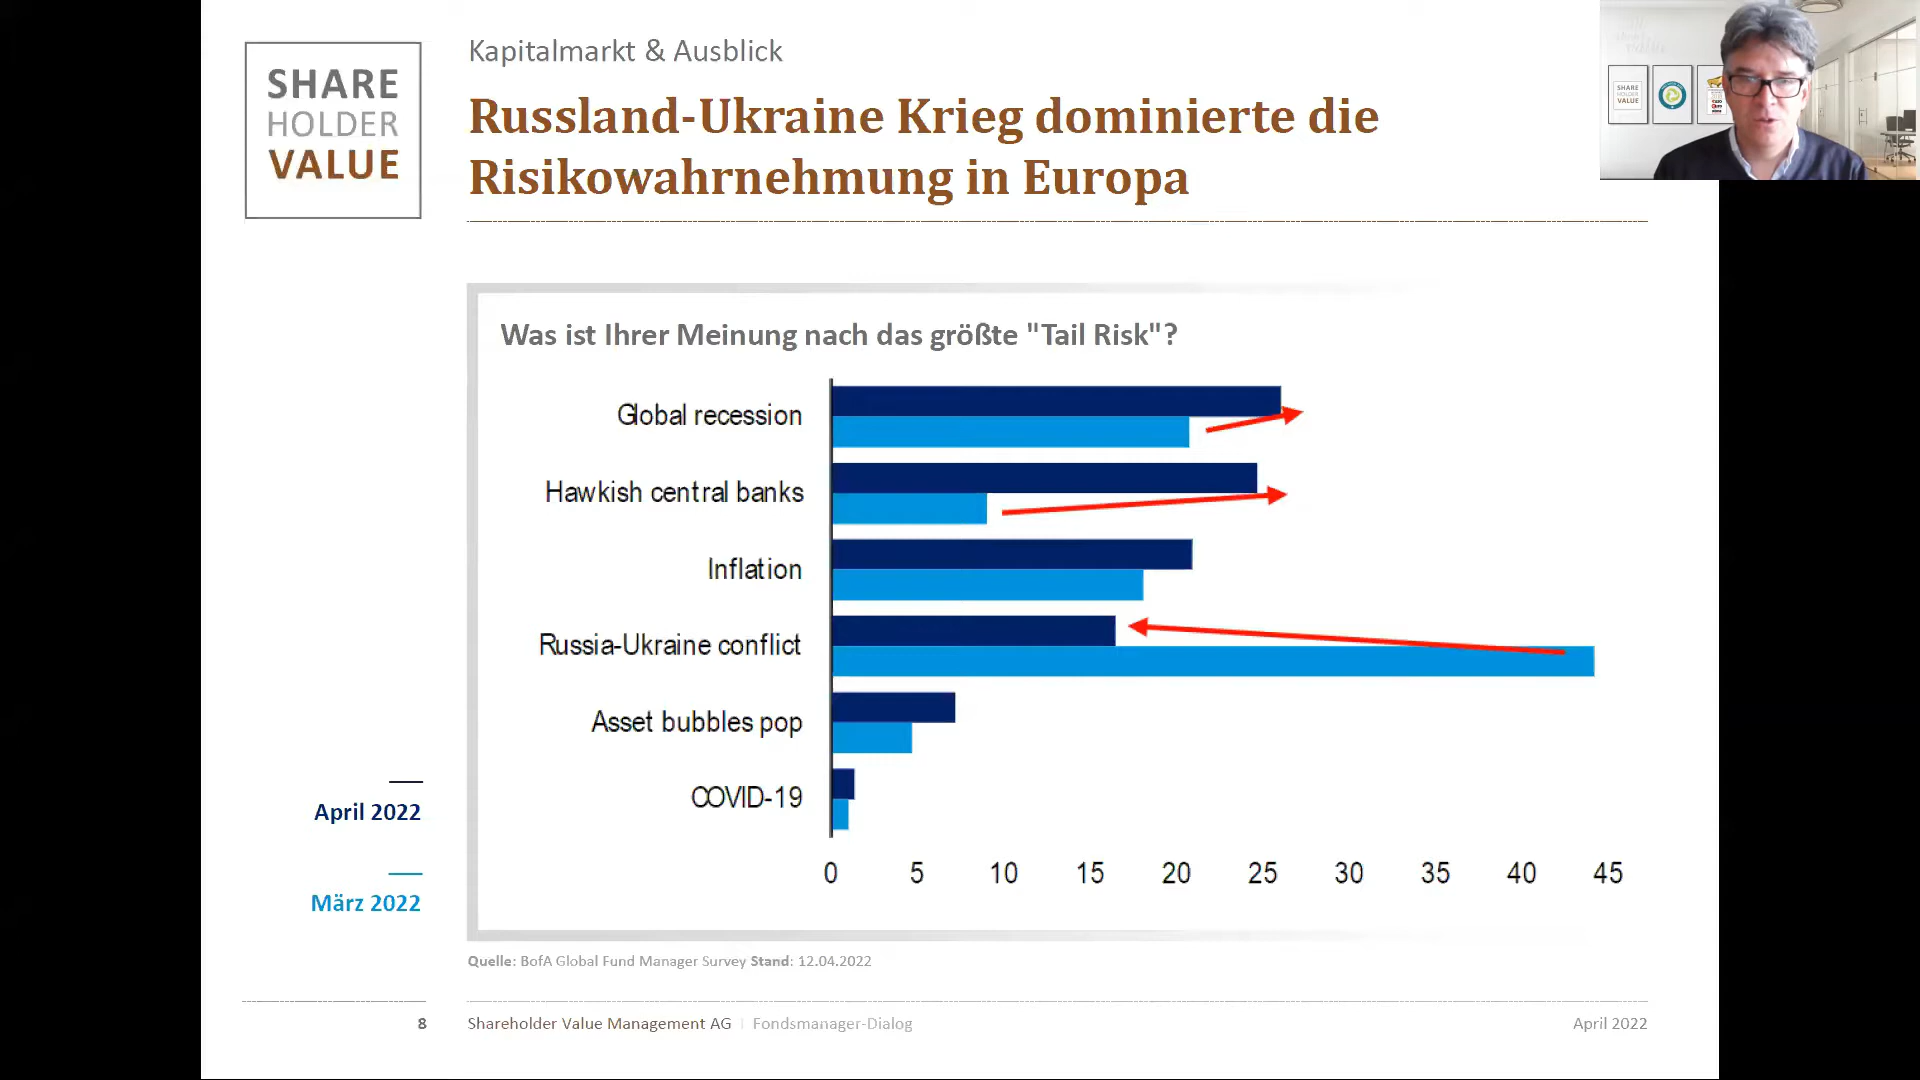 SHARE
HOLDER
VALUE
Kapitalmarkt & Ausblick
Russland-Ukraine Krieg dominierte die
Risikowahrnehmung in Europa
SHARE
HOLDER
VALUE
Was ist Ihrer Meinung nach das größte "Tail Risk"?
Global recession
Hawkish central banks
Inflation
Russia-Ukraine conflict
Asset bubbles pop
COVID-19
0 5 10 15 20 25 30 35 40 45
April 2022
März 2022
Quelle: BofA Global Fund Manager Survey Stand: 12.04.2022
8 Shareholder Value Management AG | Fondsmanager-Dialog April 2022